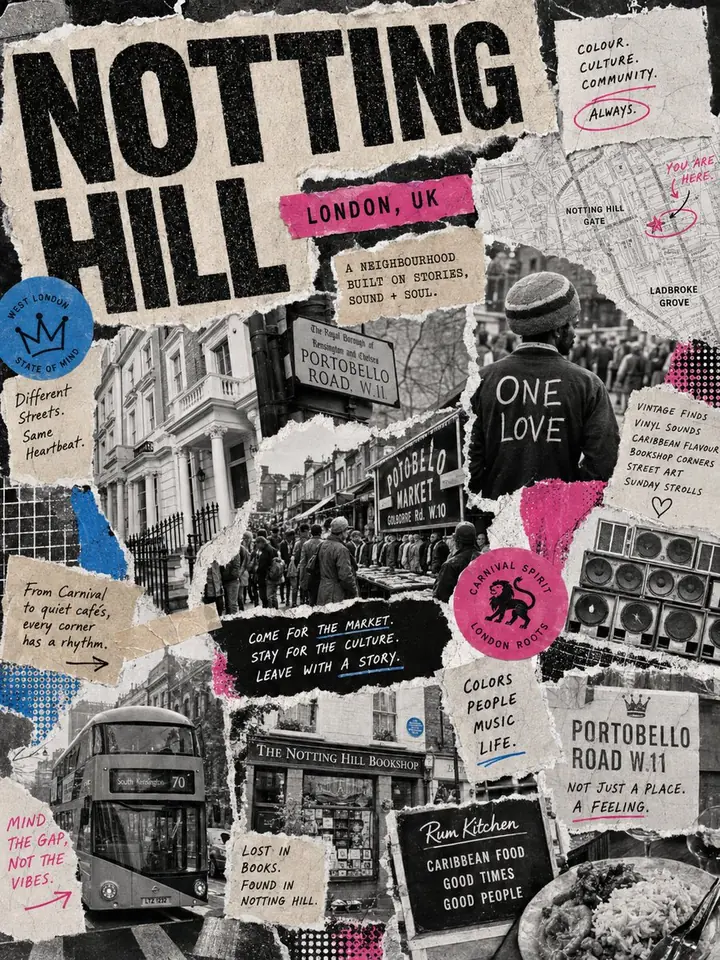 NOTTING
HILL
LONDON, UK
COLOUR.
CULTURE.
COMMUNITY.
ALWAYS.
YOU ARE
HERE.
NOTTING HILL
GATE
LADBROKE
GROVE
A NEIGHBOURHOOD
BUILT ON STORIES,
SOUND + SOUL.
WEST LONDON
STATE OF MIND
Different
Streets.
Same
Heartbeat.
The Royal Borough of
Kensington and Chelsea
PORTOBELLO
ROAD, W.11.
ONE
LOVE
VINTAGE FINDS
VINYL SOUNDS
CARIBBEAN FLAVOUR
BOOKSHOP CORNERS
STREET ART
SUNDAY STROLLS
POTOBELO
MARKET
GOLBORRE Rd. W.10
From Carnival
to quiet cafés,
every corner
has a rhythm.
COME FOR THE MARKET.
STAY FOR THE CULTURE.
LEAVE WITH A STORY.
CARNIVAL SPIRIT
LONDON ROOTS
COLORS
PEOPLE
MUSIC
LIFE.
PORTOBELLO
ROAD W.11
NOT JUST A PLACE.
A FEELING.
South Kensington 70
LTZ 1292
THE NOTTING HILL BOOKSHOP
MIND
THE GAP,
NOT THE
VIBES.
LOST IN
BOOKS.
FOUND IN
NOTTING HILL.
Rum Kitchen
CARIBBEAN FOOD
GOOD TIMES
GOOD PEOPLE